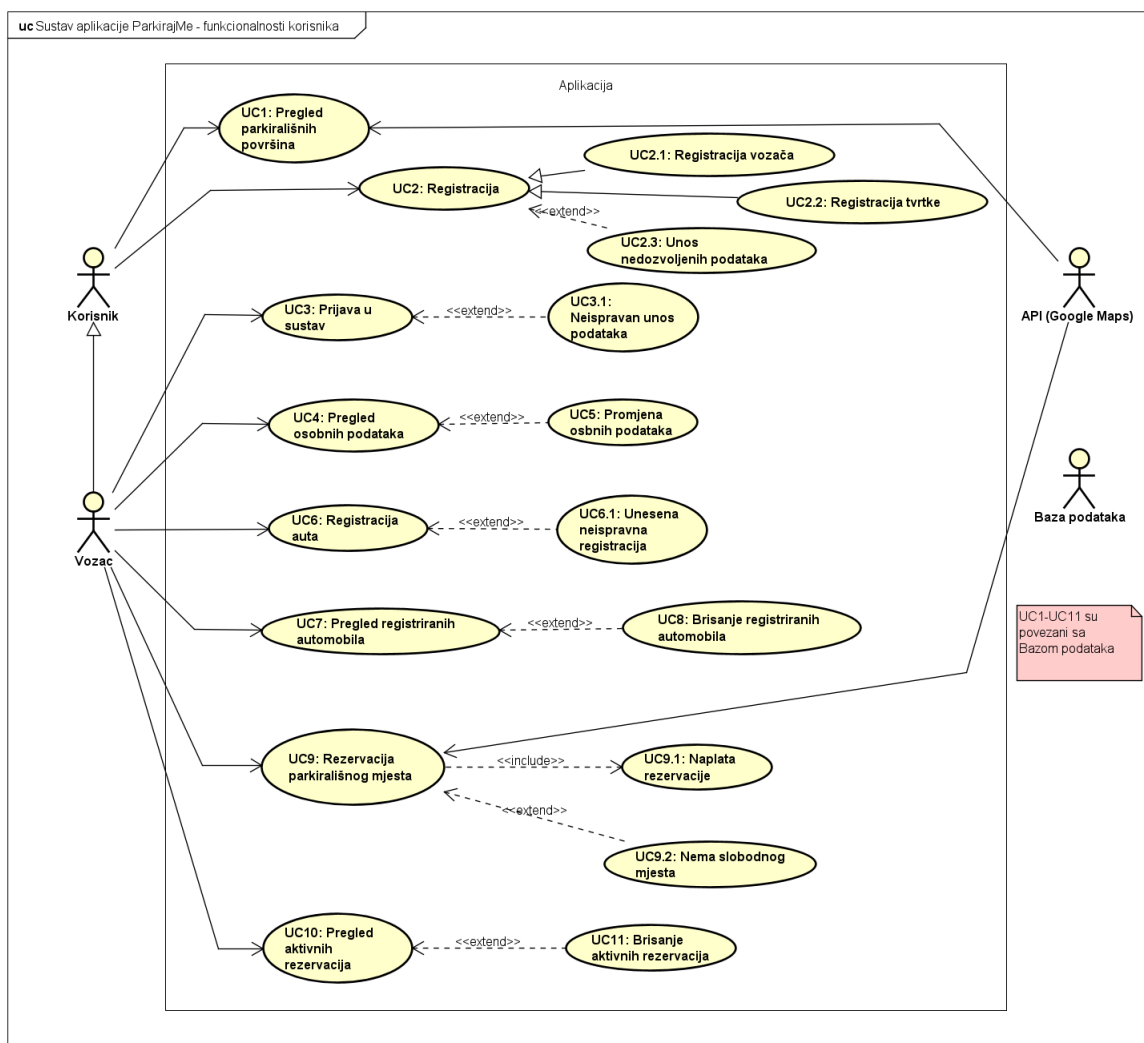 uc Sustav aplikacije ParkirajMe - funkcionalnosti korisnika
Aplikacija
UC1: Pregled
parkirališnih
površina
UC2.1: Registracija vozača
UC2: Registracija
UC2.2: Registracija tvrtke
<<extend>>
UC2.3: Unos
nedozvoljenih podataka
Korisnik
API (Google Maps)
UC3: Prijava u
sustav
<<extend>>
UC3.1:
Neispravan unos
podataka
UC4: Pregled
osobnih podataka
<<extend>>
UC5: Promjena
osbnih podataka
Baza podataka
Vozac
UC6: Registracija
auta
<<extend>>
UC6.1: Unesena
neispravna
registracija
UC7: Pregled registriranih
automobila
<<extend>>
UC8: Brisanje registriranih
automobila
UC1-UC11 su
povezani sa
Bazom podataka
UC9: Rezervacija
parkirališnog mjesta
<<include>>
UC9.1: Naplata
rezervacije
<<extend>>
UC9.2: Nema slobodnog
mjesta
UC10: Pregled
aktivnih
rezervacija
<<extend>>
UC11: Brisanje
aktivnih rezervacija